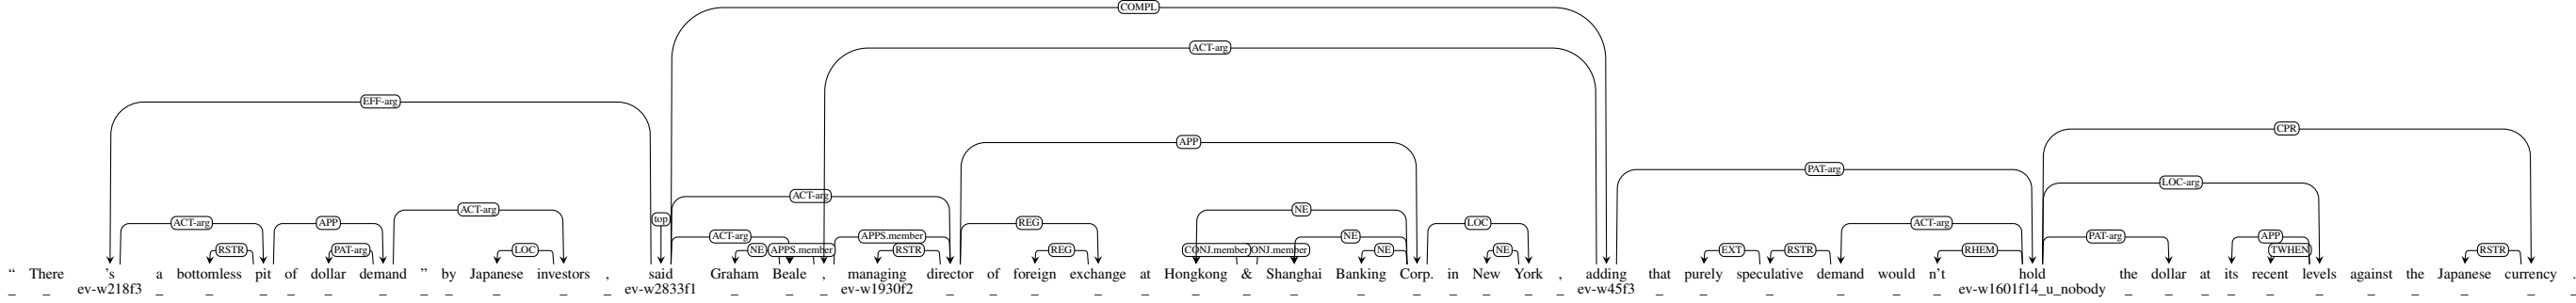 COMPL
ACT-arg
EFF-arg
CPR
APP
PAT-arg
LOC-arg
ACT-arg
top
ACT-arg NE
ACT-arg APP REG LOC ACT-arg
ACT-arg APPS.member NE PAT-arg APP
RSTR PAT-arg LOC NE APPS.member RSTR REG CONJ.member ONJ.member NE NE EXT RSTR RHEM TWHEN RSTR
“ There 's a bottomless pit of dollar demand ” by Japanese investors , said Graham Beale , managing director of foreign exchange at Hongkong & Shanghai Banking Corp. in New York , adding that purely speculative demand would n't hold the dollar at its recent levels against the Japanese currency .
_ _ ev-w218f3 _ _ _ _ _ _ _ _ _ _ _ ev-w2833f1 _ _ _ ev-w1930f2 _ _ _ _ _ _ _ _ _ _ _ _ _ _ ev-w45f3 _ _ _ _ _ _ ev-w1601f14_u_nobody _ _ _ _ _ _ _ _ _ _ _